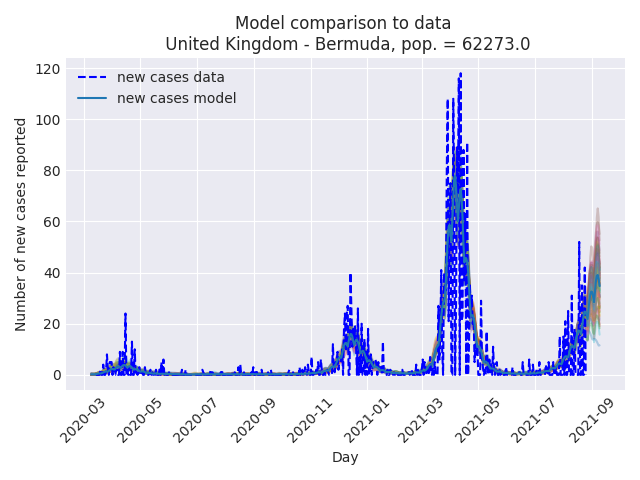 Model comparison to data
United Kingdom - Bermuda, pop. = 62273.0
120
100
80
60
40
20
0
Number of new cases reported
new cases data
new cases model
2020-03
2020-05
2020-07
2020-09
2020-11
2021-01
2021-03
2021-05
2021-07
2021-09
Day